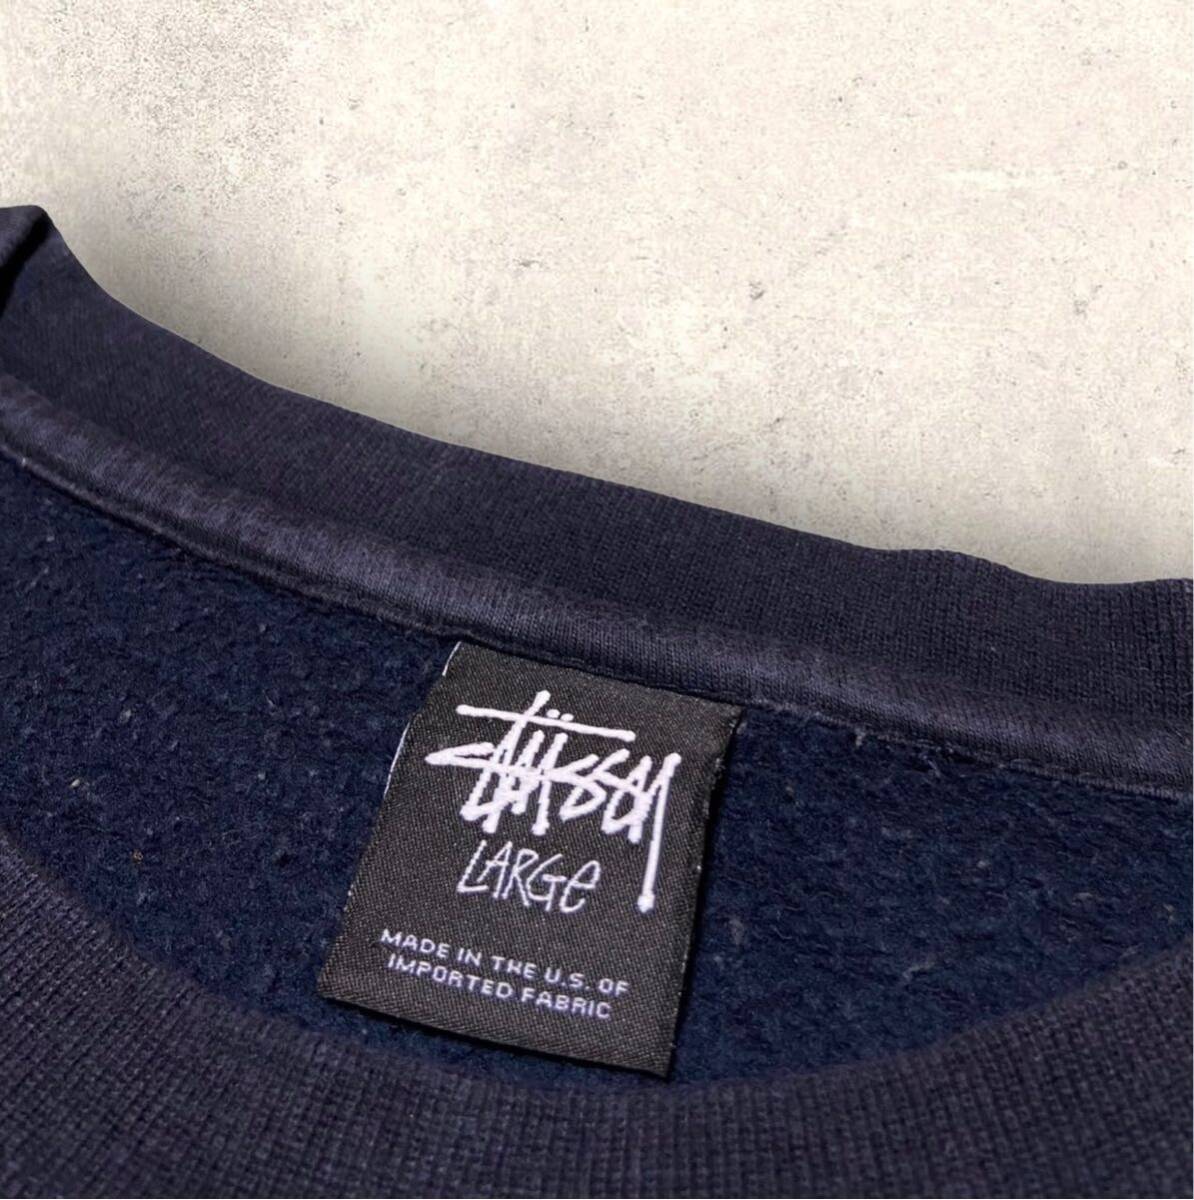 Stüssy
LARGE
MADE IN THE U.S. OF
IMPORTED FABRIC